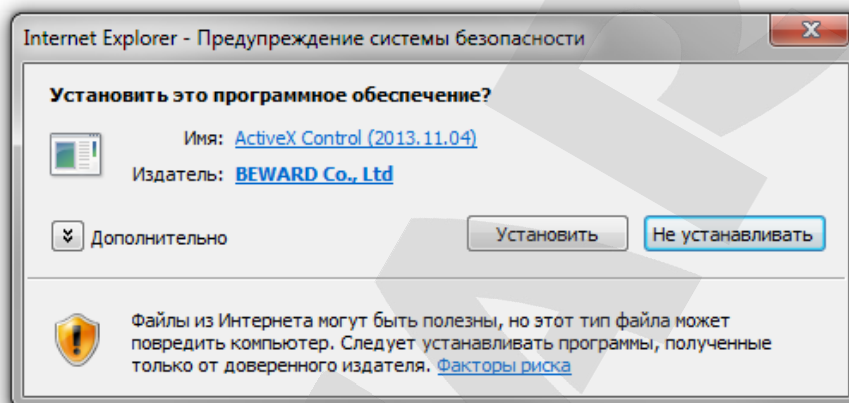 Internet Explorer - Предупреждение системы безопасности
Установить это программное обеспечение?
Имя: ActiveX Control (2013.11.04)
Издатель: BEWARD Co., Ltd
Дополнительно Установить Не устанавливать
Файлы из Интернета могут быть полезны, но этот тип файла может
повредить компьютер. Следует устанавливать программы, полученные
только от доверенного издателя. Факторы риска